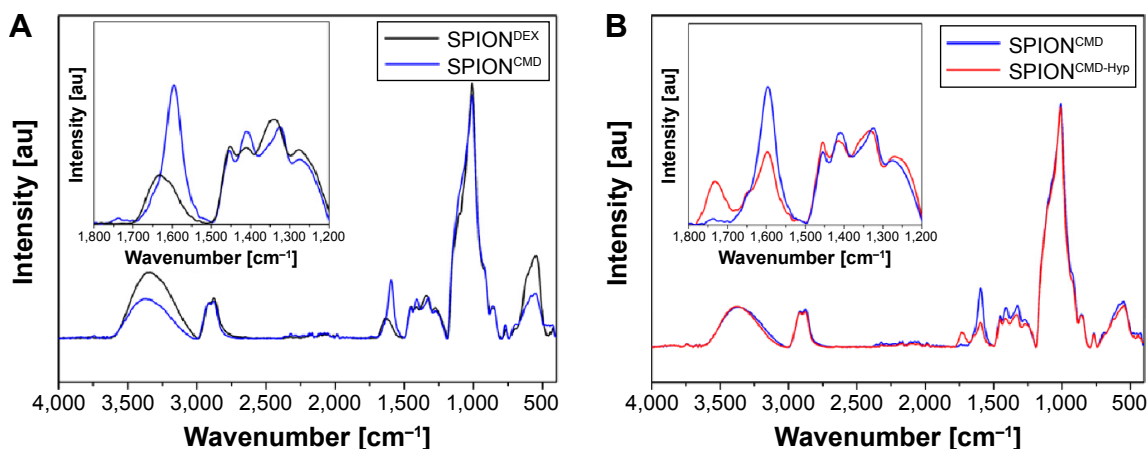 A
Intensity [au]
Intensity [au]
1,800 1,700 1,600 1,500 1,400 1,300 1,200
Wavenumber [cm⁻¹]
SPIONᴰᴱˣ
SPIONᶜᴹᴰ
4,000 3,500 3,000 2,500 2,000 1,500 1,000 500
Wavenumber [cm⁻¹]
B
Intensity [au]
Intensity [au]
1,800 1,700 1,600 1,500 1,400 1,300 1,200
Wavenumber [cm⁻¹]
SPIONᶜᴹᴰ
SPIONᶜᴹᴰ⁻ᴴʸᵖ
4,000 3,500 3,000 2,500 2,000 1,500 1,000 500
Wavenumber [cm⁻¹]